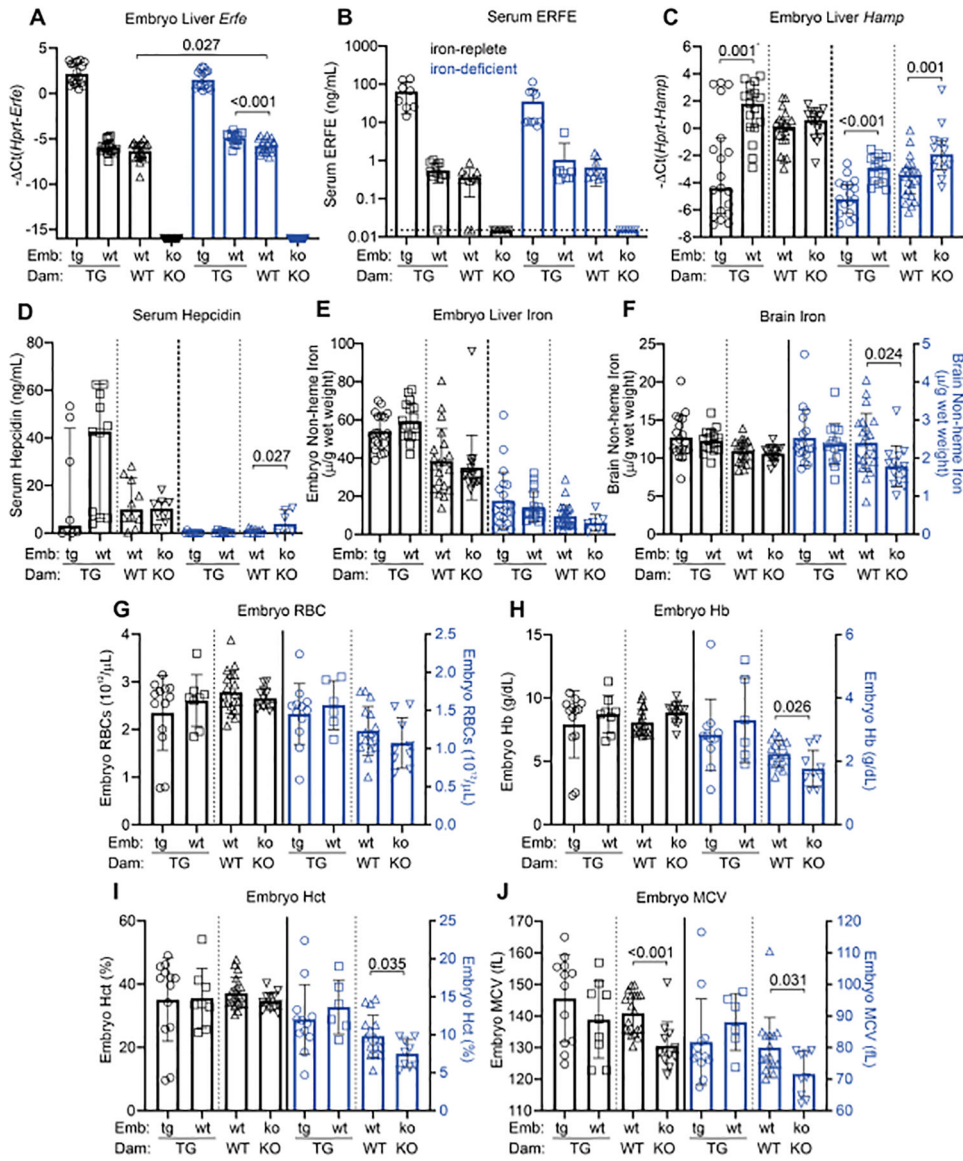 A
Embryo Liver Erfe
-ΔCt(Hprt-Erfe)
5
0
-5
-10
-15
0.027
<0.001
Emb: tg wt wt ko tg wt wt ko
Dam: TG WT KO TG WT KO
B
Serum ERFE
Serum ERFE (ng/mL)
1000
100
10
1
0.1
0.01
iron-replete
iron-deficient
tg wt wt ko tg wt wt ko
TG WT KO TG WT KO
C
Embryo Liver Hamp
-ΔCt(Hprt-Hamp)
6
4
2
0
-2
-4
-6
-8
0.001
<0.001
0.001
tg wt wt ko tg wt wt ko
TG WT KO TG WT KO
D
Serum Hepcidin
Serum Hepcidin (ng/mL)
80
60
40
20
0
0.027
Emb: tg wt wt ko tg wt wt ko
Dam: TG WT KO TG WT KO
E
Embryo Liver Iron
Embryo Non-heme Iron
(µ/g wet weight)
100
80
60
40
20
0
tg wt wt ko tg wt wt ko
TG WT KO TG WT KO
F
Brain Iron
Brain Non-heme Iron
(µ/g wet weight)
25
20
15
10
5
0
0.024
5
4
3
2
1
0
Brain Non-heme Iron
(µ/g wet weight)
tg wt wt ko tg wt wt ko
TG WT KO TG WT KO
G
Embryo RBC
Embryo RBCs (10¹²/µL)
4
3
2
1
0
2.5
2.0
1.5
1.0
0.5
0.0
Embryo RBCs (10¹²/µL)
Emb: tg wt wt ko tg wt wt ko
Dam: TG WT KO TG WT KO
H
Embryo Hb
Embryo Hb (g/dL)
15
10
5
0
0.026
6
4
2
0
Embryo Hb (g/dL)
Emb: tg wt wt ko tg wt wt ko
Dam: TG WT KO TG WT KO
I
Embryo Hct
Embryo Hct (%)
60
40
20
0
0.035
25
20
15
10
5
0
Embryo Hct (%)
Emb: tg wt wt ko tg wt wt ko
Dam: TG WT KO TG WT KO
J
Embryo MCV
Embryo MCV (fL)
170
160
150
140
130
120
110
<0.001
0.031
120
110
100
90
80
70
60
Embryo MCV (fL)
Emb: tg wt wt ko tg wt wt ko
Dam: TG WT KO TG WT KO